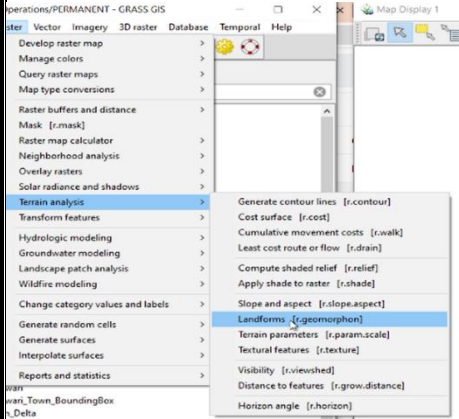 Operations/PERMANENT - GRASS GIS
Map Display 1
Vector Imagery 3D raster Database Temporal Help
Develop raster map
Manage colors
Query raster maps
Map type conversions
Raster buffers and distance
Mask [r.mask]
Raster map calculator
Neighborhood analysis
Overlay rasters
Solar radiance and shadows
Terrain analysis
Transform features
Hydrologic modeling
Groundwater modeling
Landscape patch analysis
Wildfire modeling
Change category values and labels
Generate random cells
Generate surfaces
Interpolate surfaces
Reports and statistics
Generate contour lines [r.contour]
Cost surface [r.cost]
Cumulative movement costs [r.walk]
Least cost route or flow [r.drain]
Compute shaded relief [r.relief]
Apply shade to raster [r.shade]
Slope and aspect [r.slope.aspect]
Landforms [r.geomorphon]
Terrain parameters [r.param.scale]
Textural features [r.texture]
Visibility [r.viewshed]
Distance to features [r.grow.distance]
Horizon angle [r.horizon]
wari_Town_BoundingBox
n_Delta